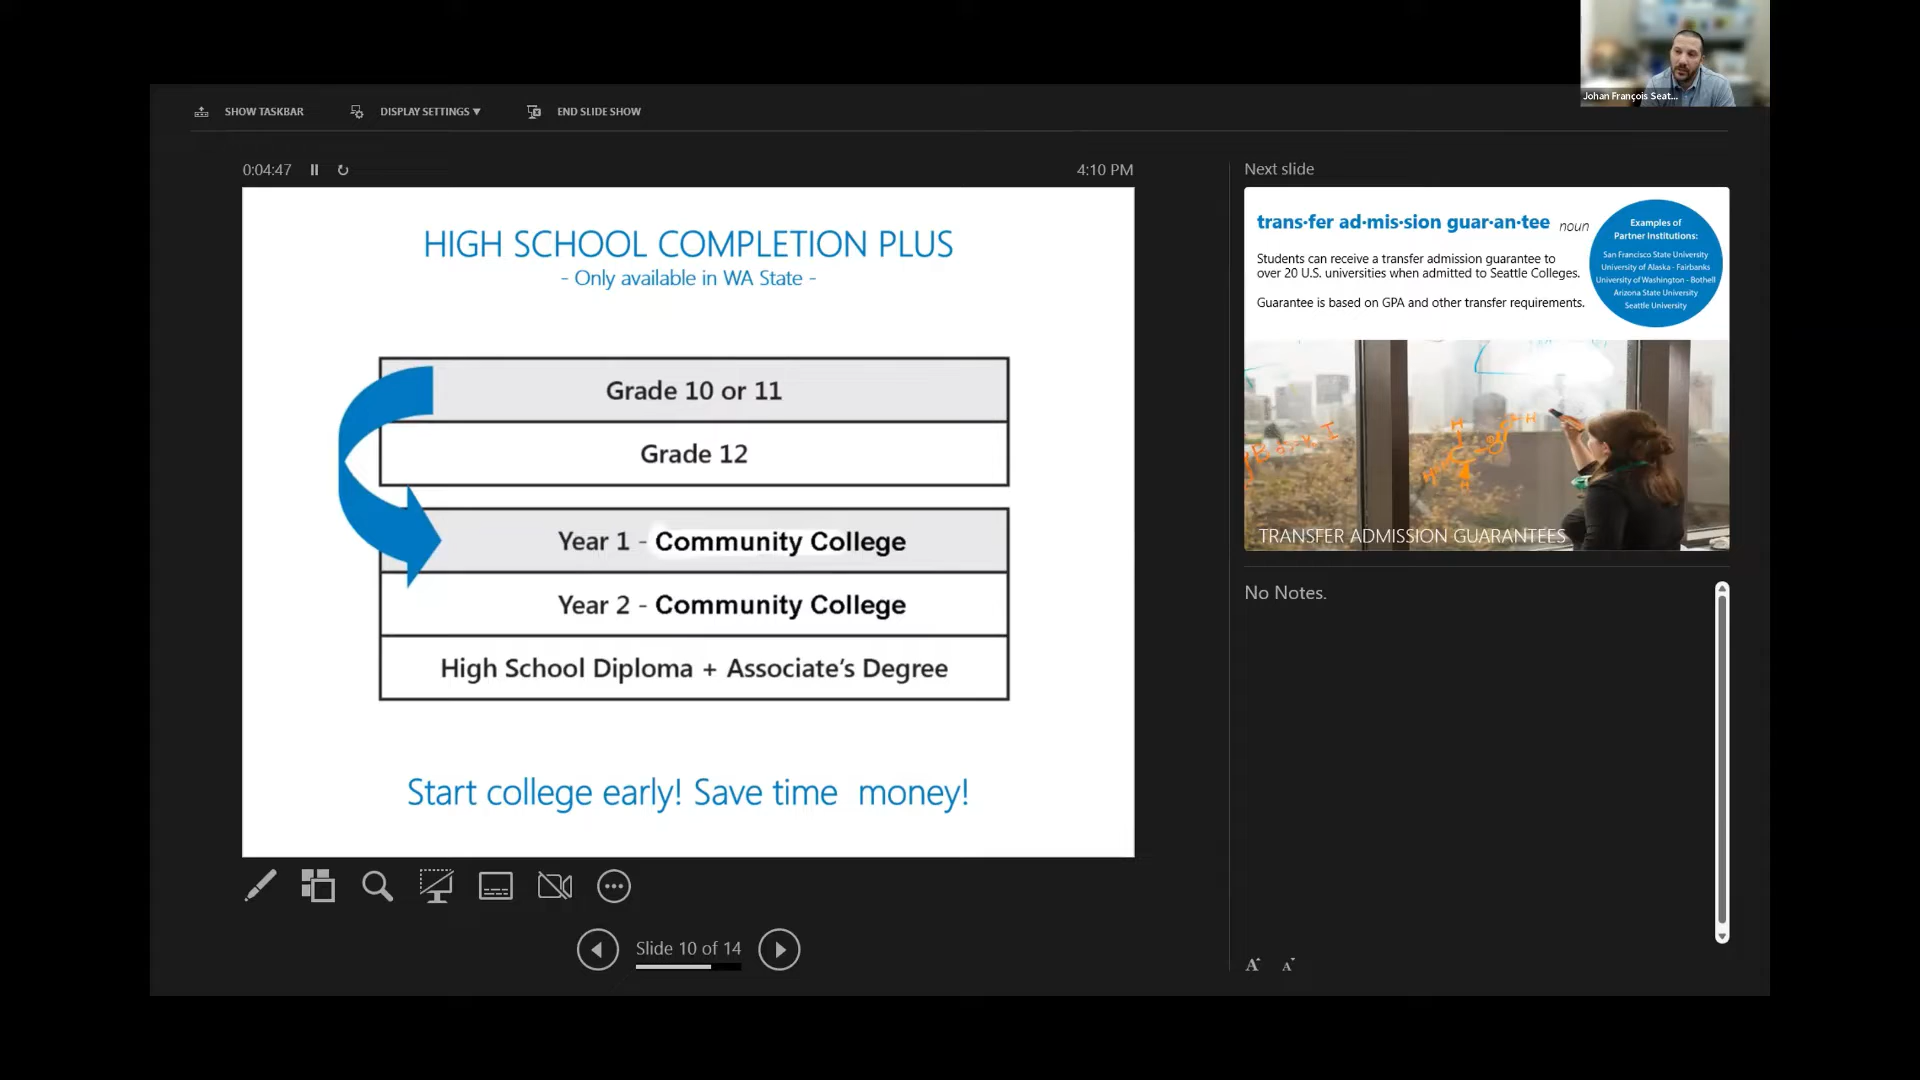 Johan François Seat...
SHOW TASKBAR
DISPLAY SETTINGS ▼
END SLIDE SHOW
0:04:47
4:10 PM
HIGH SCHOOL COMPLETION PLUS
- Only available in WA State -
Grade 10 or 11
Grade 12
Year 1 - Community College
Year 2 - Community College
High School Diploma + Associate's Degree
Start college early! Save time money!
Slide 10 of 14
Next slide
trans·fer ad·mis·sion guar·an·tee noun
Students can receive a transfer admission guarantee to
over 20 U.S. universities when admitted to Seattle Colleges.
Guarantee is based on GPA and other transfer requirements.
Examples of
Partner Institutions:
San Francisco State University
University of Alaska - Fairbanks
University of Washington - Bothell
Arizona State University
Seattle University
TRANSFER ADMISSION GUARANTEES
No Notes.
A A